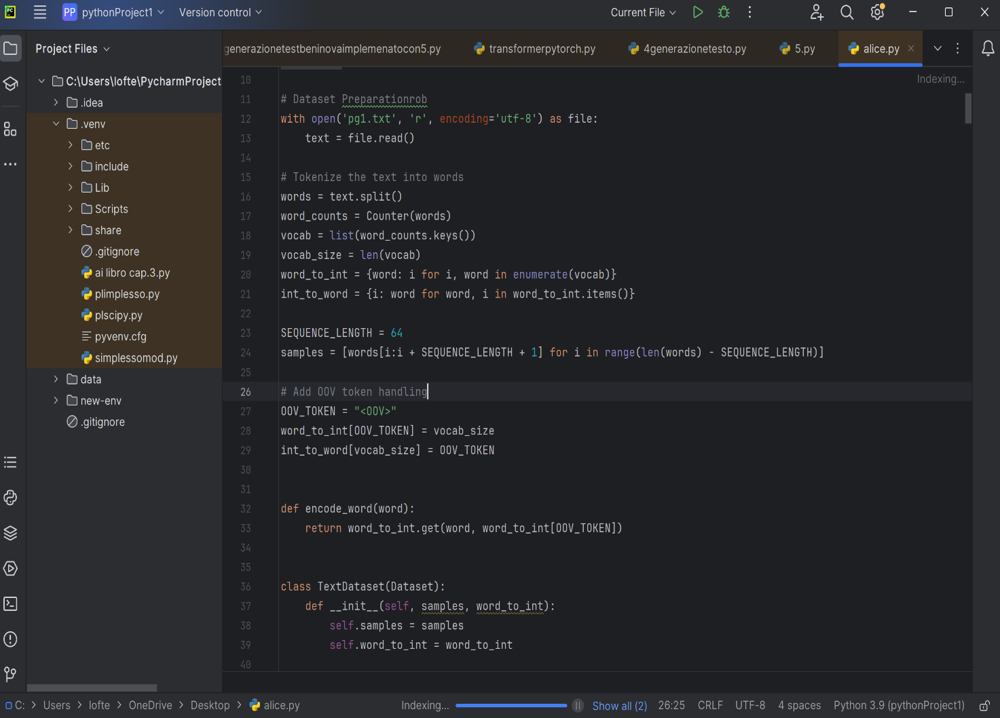 PC
PP pythonProject1 Version control Current File
Project Files
generazionetestbeninovaimplemenatocon5.py transformerpytorch.py 4generazionetesto.py 5.py alice.py
Indexing...
C:\Users\lofte\PycharmProject
.idea
.venv
etc
include
Lib
Scripts
share
.gitignore
ai libro cap.3.py
plimplesso.py
plscipy.py
pyvenv.cfg
simplessomod.py
data
new-env
.gitignore
10
11 # Dataset Preparationrob
12 with open('pg1.txt', 'r', encoding='utf-8') as file:
13     text = file.read()
14
15 # Tokenize the text into words
16 words = text.split()
17 word_counts = Counter(words)
18 vocab = list(word_counts.keys())
19 vocab_size = len(vocab)
20 word_to_int = {word: i for i, word in enumerate(vocab)}
21 int_to_word = {i: word for word, i in word_to_int.items()}
22
23 SEQUENCE_LENGTH = 64
24 samples = [words[i:i + SEQUENCE_LENGTH + 1] for i in range(len(words) - SEQUENCE_LENGTH)]
25
26 # Add OOV token handling
27 OOV_TOKEN = "<OOV>"
28 word_to_int[OOV_TOKEN] = vocab_size
29 int_to_word[vocab_size] = OOV_TOKEN
30
31
32 def encode_word(word):
33     return word_to_int.get(word, word_to_int[OOV_TOKEN])
34
35
36 class TextDataset(Dataset):
37     def __init__(self, samples, word_to_int):
38         self.samples = samples
39         self.word_to_int = word_to_int
40
C: > Users > lofte > OneDrive > Desktop > alice.py Indexing... Show all (2) 26:25 CRLF UTF-8 4 spaces Python 3.9 (pythonProject1)